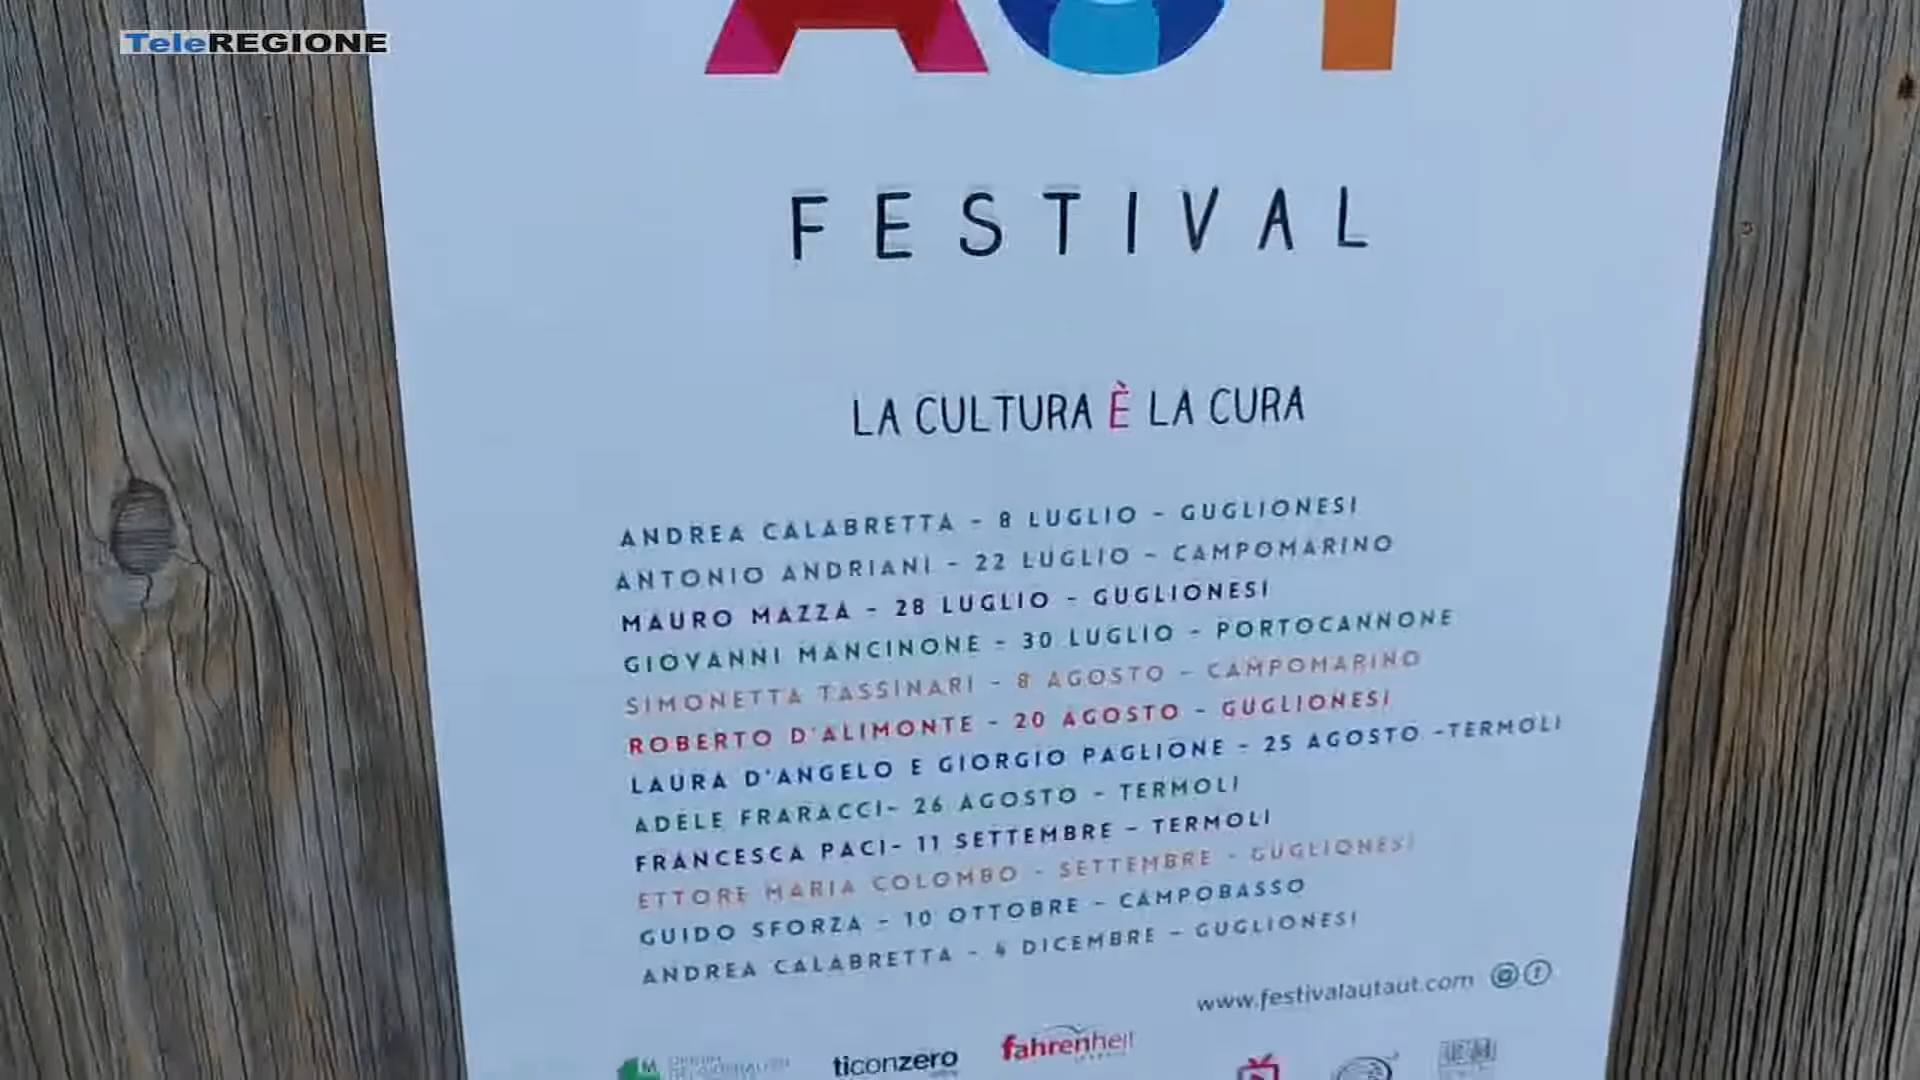 TeleREGIONE
AUT
FESTIVAL
LA CULTURA È LA CURA
ANDREA CALABRETTA - 8 LUGLIO - GUGLIONESI
ANTONIO ANDRIANI - 22 LUGLIO - CAMPOMARINO
MAURO MAZZA - 28 LUGLIO - GUGLIONESI
GIOVANNI MANCINONE - 30 LUGLIO - PORTOCANNONE
SIMONETTA TASSINARI - 8 AGOSTO - CAMPOMARINO
ROBERTO D'ALIMONTE - 20 AGOSTO - GUGLIONESI
LAURA D'ANGELO E GIORGIO PAGLIONE - 25 AGOSTO -TERMOLI
ADELE FRARACCI- 26 AGOSTO - TERMOLI
FRANCESCA PACI- 11 SETTEMBRE - TERMOLI
ETTORE MARIA COLOMBO - SETTEMBRE - GUGLIONESI
GUIDO SFORZA - 10 OTTOBRE - CAMPOBASSO
ANDREA CALABRETTA - 4 DICEMBRE - GUGLIONESI
www.festivalautaut.com
ticonzero
fahrenheit